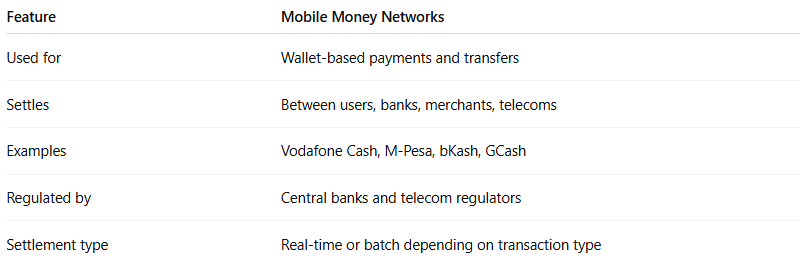 Feature Mobile Money Networks
Used for Wallet-based payments and transfers
Settles Between users, banks, merchants, telecoms
Examples Vodafone Cash, M-Pesa, bKash, GCash
Regulated by Central banks and telecom regulators
Settlement type Real-time or batch depending on transaction type